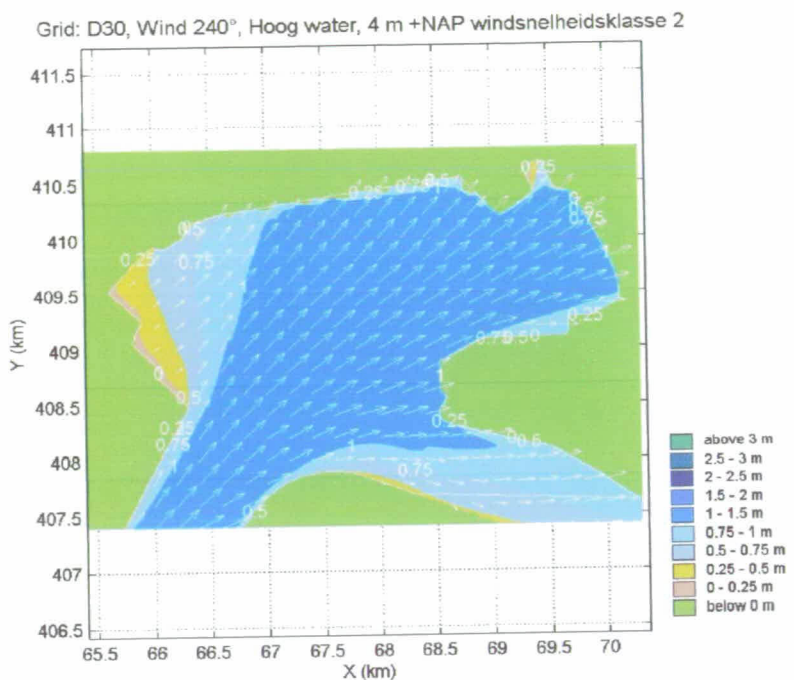 Grid: D30, Wind 240°, Hoog water, 4 m +NAP windsnelheidsklasse 2
411.5
411
410.5
410
409.5
409
408.5
408
407.5
407
406.5
Y (km)
65.5 66 66.5 67 67.5 68 68.5 69 69.5 70
X (km)
0.25
0.25
0.75
0.5
0.25
0.75
1
0.25
0.75
0.50
0
0.5
0.25
0.75
1
1
0.25
0.5
1
0.75
0.5
above 3 m
2.5 - 3 m
2 - 2.5 m
1.5 - 2 m
1 - 1.5 m
0.75 - 1 m
0.5 - 0.75 m
0.25 - 0.5 m
0 - 0.25 m
below 0 m